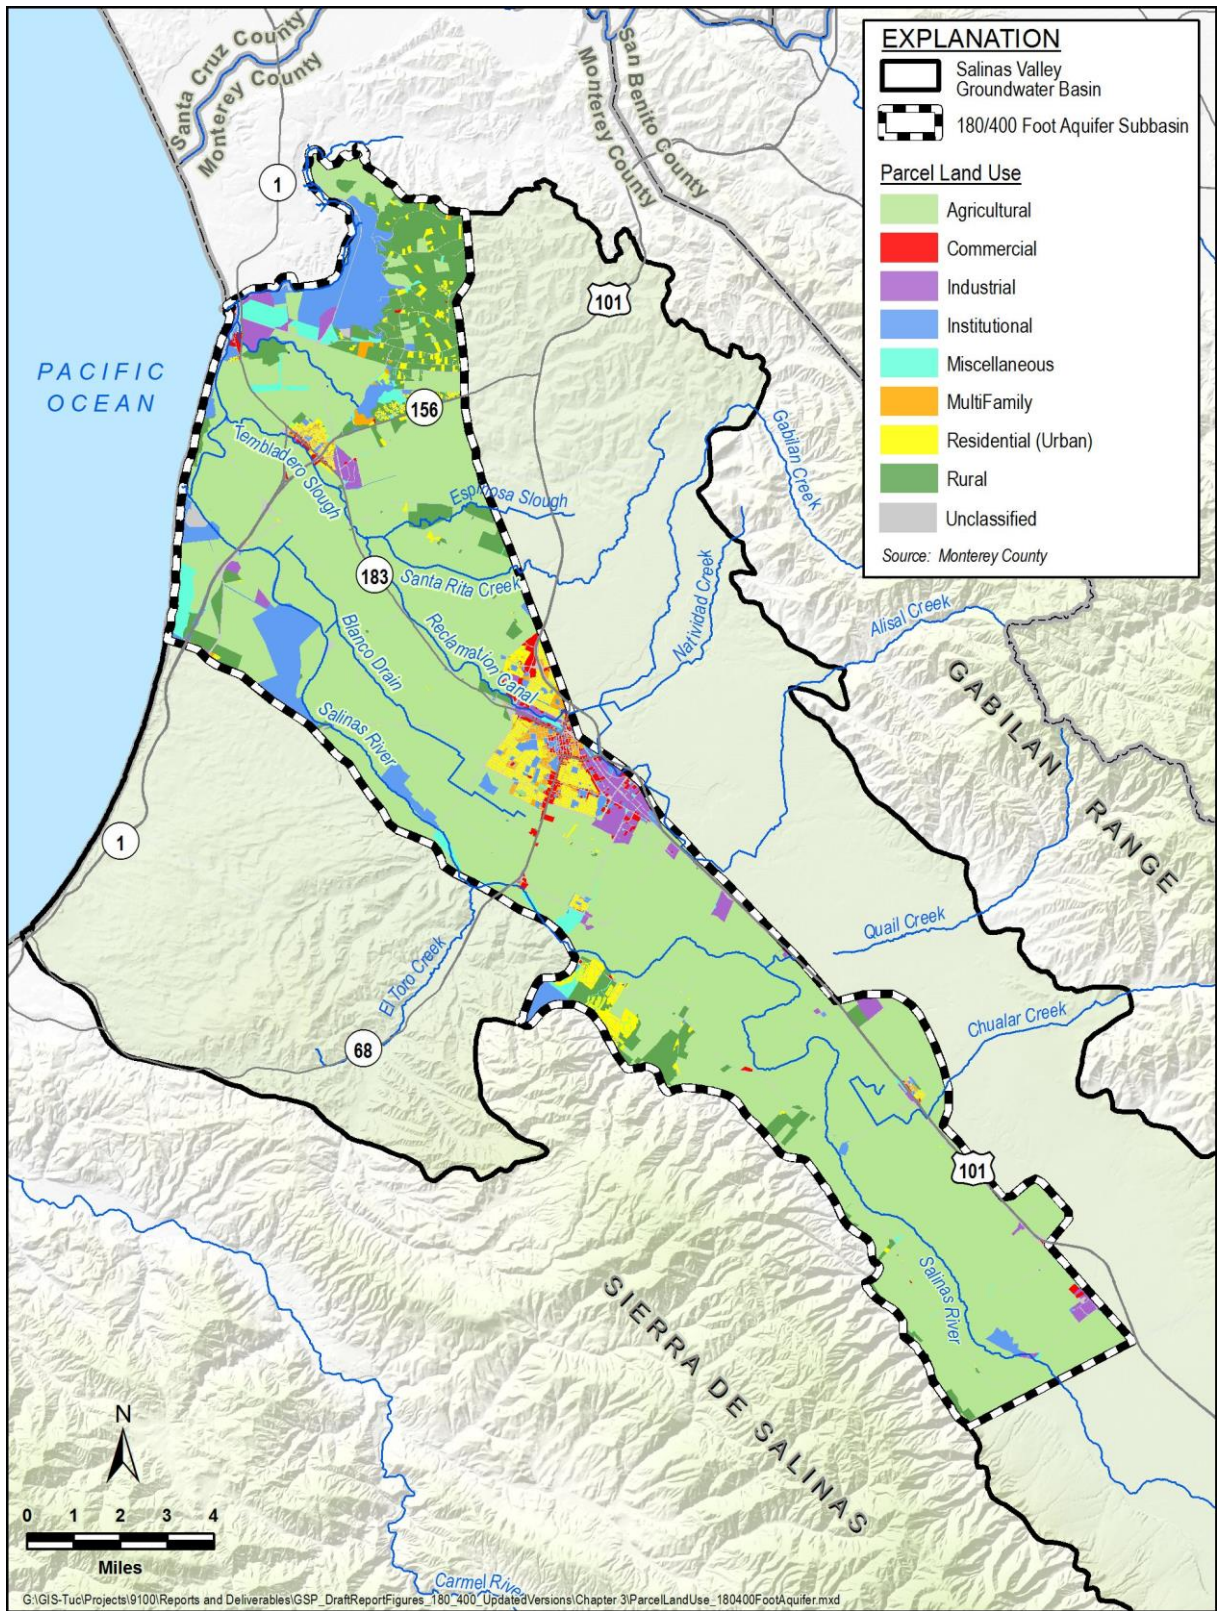 Santa Cruz County
Monterey County
San Benito County
Monterey County
EXPLANATION
Salinas Valley
Groundwater Basin
180/400 Foot Aquifer Subbasin
Parcel Land Use
Agricultural
Commercial
Industrial
Institutional
Miscellaneous
MultiFamily
Residential (Urban)
Rural
Unclassified
Source: Monterey County
1
101
PACIFIC
OCEAN
156
Gabilan Creek
Tembladero Slough
Espinosa Slough
183
Santa Rita Creek
Natividad Creek
Alisal Creek
Reclamation Canal
Blanco Drain
GABILAN RANGE
Salinas River
1
Quail Creek
El Toro Creek
Chualar Creek
68
101
Salinas River
SIERRA DE SALINAS
N
0 1 2 3 4
Miles
Carmel River
G:\GIS-Tuc\Projects\9100\Reports and Deliverables\GSP_DraftReportFigures_180_400_UpdatedVersions\Chapter 3\ParcelLandUse_180400FootAquifer.mxd